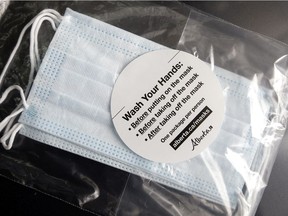 Wash Your Hands:
• Before putting on the mask
• Before taking off the mask
• After taking off the mask
One package per person
alberta.ca/masks
Alberta